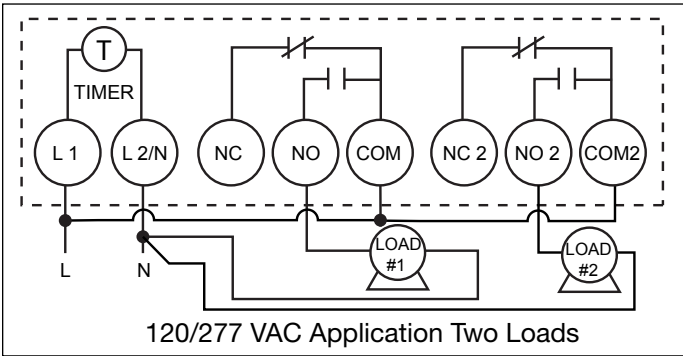 T
TIMER
L 1
L 2/N
NC
NO
COM
NC 2
NO 2
COM2
L
N
LOAD
#1
LOAD
#2
120/277 VAC Application Two Loads